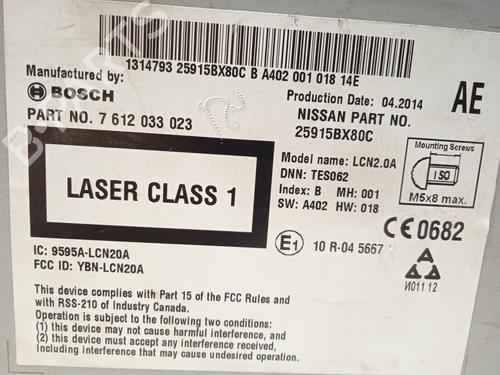 1314793 25915BX80C B A402 001 018 14E
Manufactured by
BOSCH
PART NO. 7 612 033 023
Production Date: 04.2014
NISSAN PART NO.
25915BX80C
AE
LASER CLASS 1
Model name: LCN2.0A
DNN: TES062
Index: B MH: 001
SW: A402 HW: 018
Mounting Screws
ISO
M5x8 max.
E1
10 R-04 5667
CE0682
И011 12
IC: 9595A-LCN20A
FCC ID: YBN-LCN20A
This device complies with Part 15 of the FCC Rules and
with RSS-210 of Industry Canada.
Operation is subject to the following two conditions:
(1) this device may not cause harmful interference, and
(2) this device must accept any interference received,
including interference that may cause undesired operation.